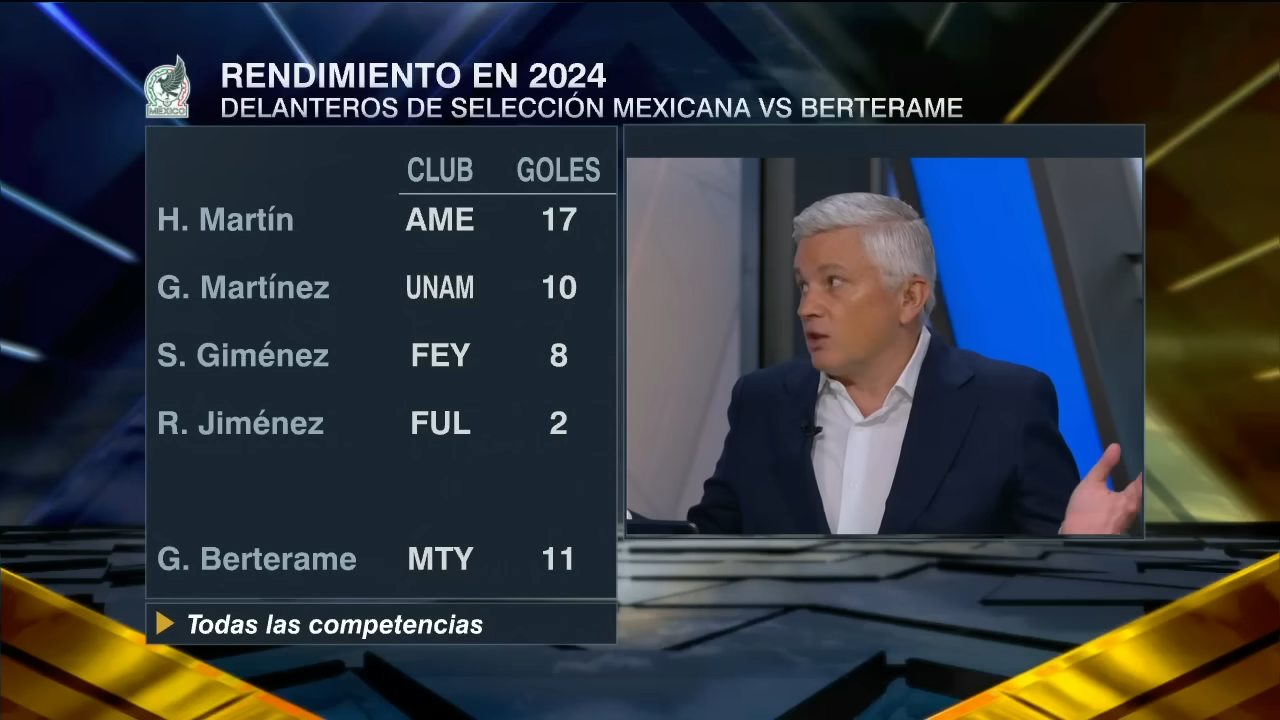 RENDIMIENTO EN 2024
DELANTEROS DE SELECCIÓN MEXICANA VS BERTERAME
MEXICO
CLUB GOLES
H. Martín AME 17
G. Martínez UNAM 10
S. Giménez FEY 8
R. Jiménez FUL 2
G. Berterame MTY 11
Todas las competencias